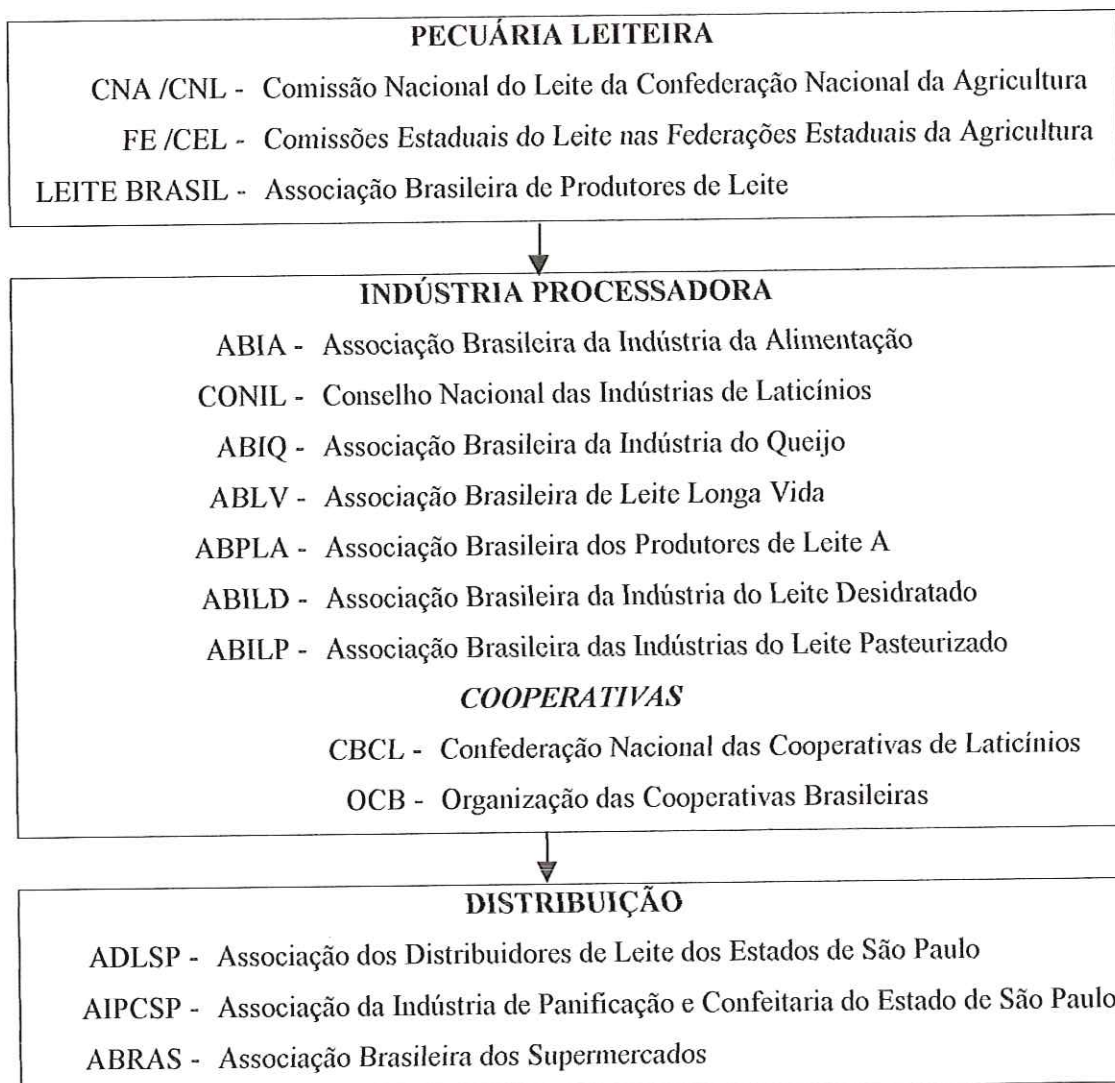 PECUÁRIA LEITEIRA
CNA /CNL - Comissão Nacional do Leite da Confederação Nacional da Agricultura
FE /CEL - Comissões Estaduais do Leite nas Federações Estaduais da Agricultura
LEITE BRASIL - Associação Brasileira de Produtores de Leite
INDÚSTRIA PROCESSADORA
ABIA - Associação Brasileira da Indústria da Alimentação
CONIL - Conselho Nacional das Indústrias de Laticínios
ABIQ - Associação Brasileira da Indústria do Queijo
ABLV - Associação Brasileira de Leite Longa Vida
ABPLA - Associação Brasileira dos Produtores de Leite A
ABILD - Associação Brasileira da Indústria do Leite Desidratado
ABILP - Associação Brasileira das Indústrias do Leite Pasteurizado
COOPERATIVAS
CBCL - Confederação Nacional das Cooperativas de Laticínios
OCB - Organização das Cooperativas Brasileiras
DISTRIBUIÇÃO
ADLSP - Associação dos Distribuidores de Leite dos Estados de São Paulo
AIPCSP - Associação da Indústria de Panificação e Confeitaria do Estado de São Paulo
ABRAS - Associação Brasileira dos Supermercados